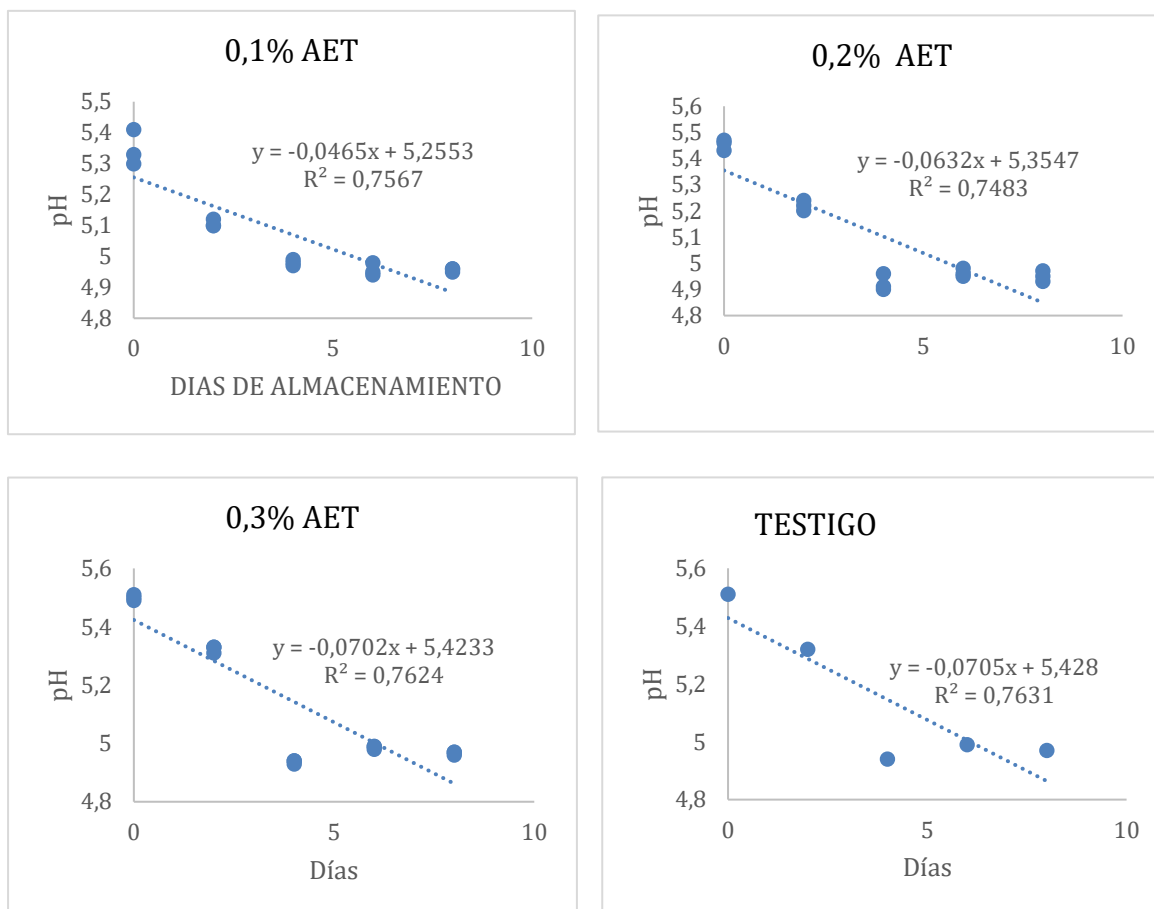 0,1% AET
pH
5,5
5,4
5,3
5,2
5,1
5
4,9
4,8
y = -0,0465x + 5,2553
R² = 0,7567
0 5 10
DIAS DE ALMACENAMIENTO
0,2% AET
pH
5,6
5,5
5,4
5,3
5,2
5,1
5
4,9
4,8
y = -0,0632x + 5,3547
R² = 0,7483
0 5 10
0,3% AET
pH
5,6
5,4
5,2
5
4,8
y = -0,0702x + 5,4233
R² = 0,7624
0 5 10
Días
TESTIGO
pH
5,6
5,4
5,2
5
4,8
y = -0,0705x + 5,428
R² = 0,7631
0 5 10
Días